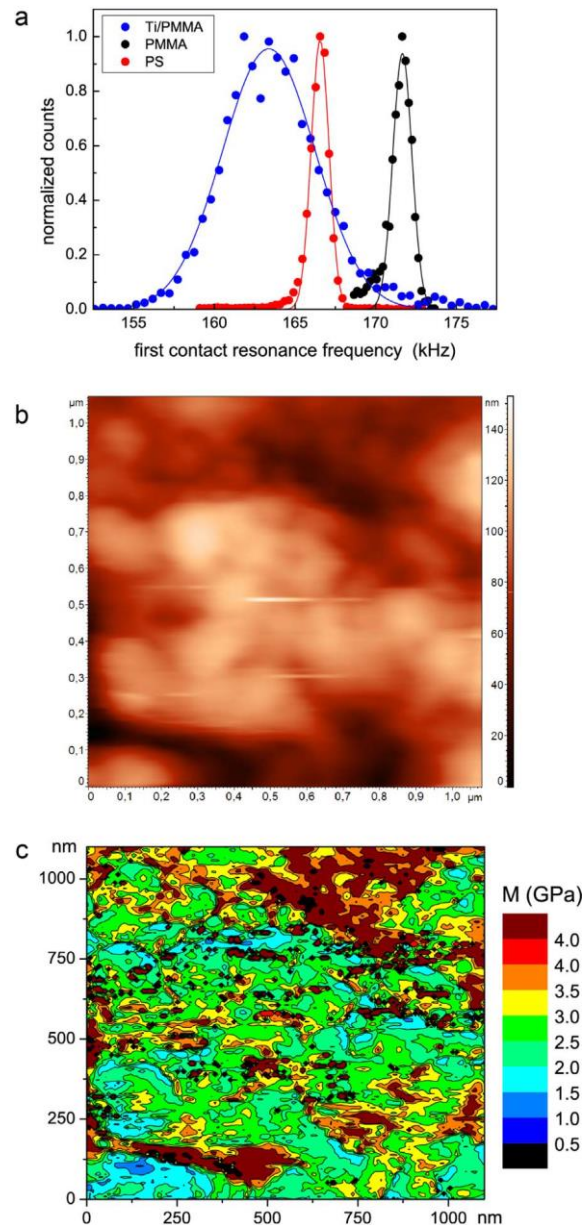 a
Ti/PMMA
PMMA
PS
1.0
0.8
0.6
0.4
0.2
0.0
normalized counts
155 160 165 170 175
first contact resonance frequency (kHz)
b
µm
1,0
0,9
0,8
0,7
0,6
0,5
0,4
0,3
0,2
0,1
0
0 0,1 0,2 0,3 0,4 0,5 0,6 0,7 0,8 0,9 1,0 µm
nm
140
120
100
80
60
40
20
0
c
nm
1000
750
500
250
0
0 250 500 750 1000 nm
M (GPa)
4.0
4.0
3.5
3.0
2.5
2.0
1.5
1.0
0.5